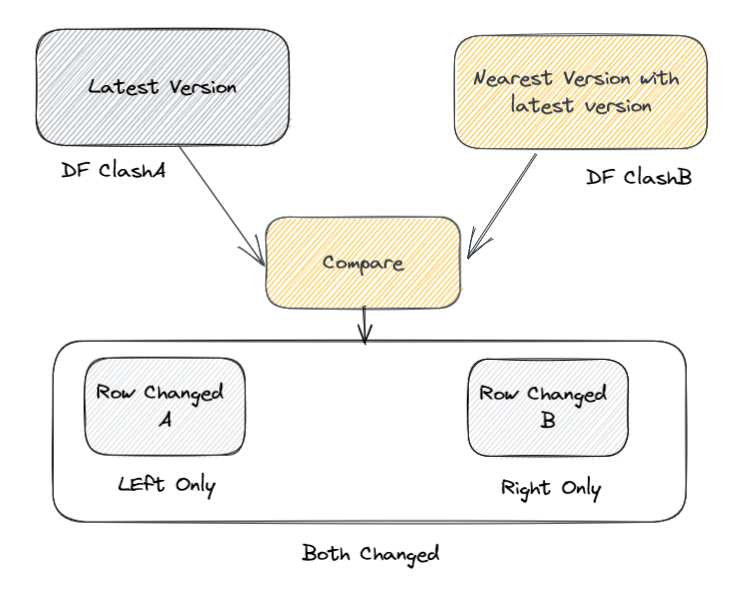 Latest Version
Nearest Version with
latest version
DF ClashA
DF ClashB
Compare
Row Changed
A
Row Changed
B
LEft Only
Right Only
Both Changed